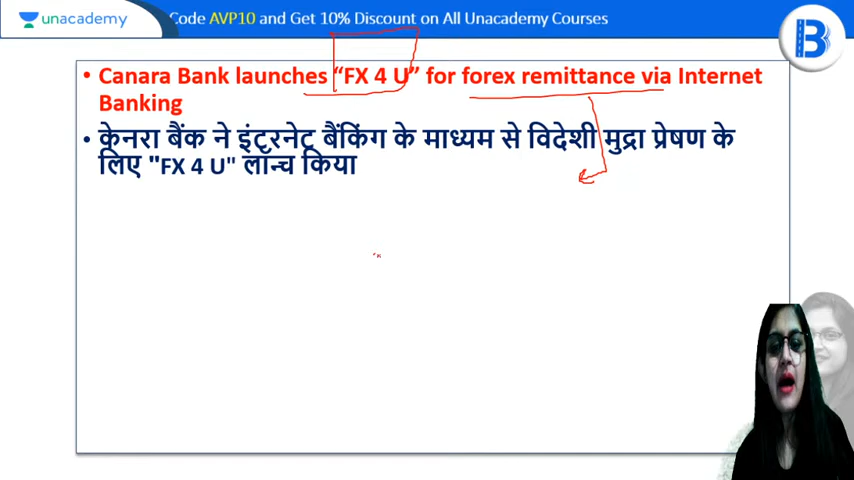 unacademy
Code AVP10 and Get 10% Discount on All Unacademy Courses
B
• Canara Bank launches “FX 4 U” for forex remittance via Internet
Banking
• केनरा बैंक ने इंटरनेट बैंकिंग के माध्यम से विदेशी मुद्रा प्रेषण के
लिए "FX 4 U" लॉन्च किया